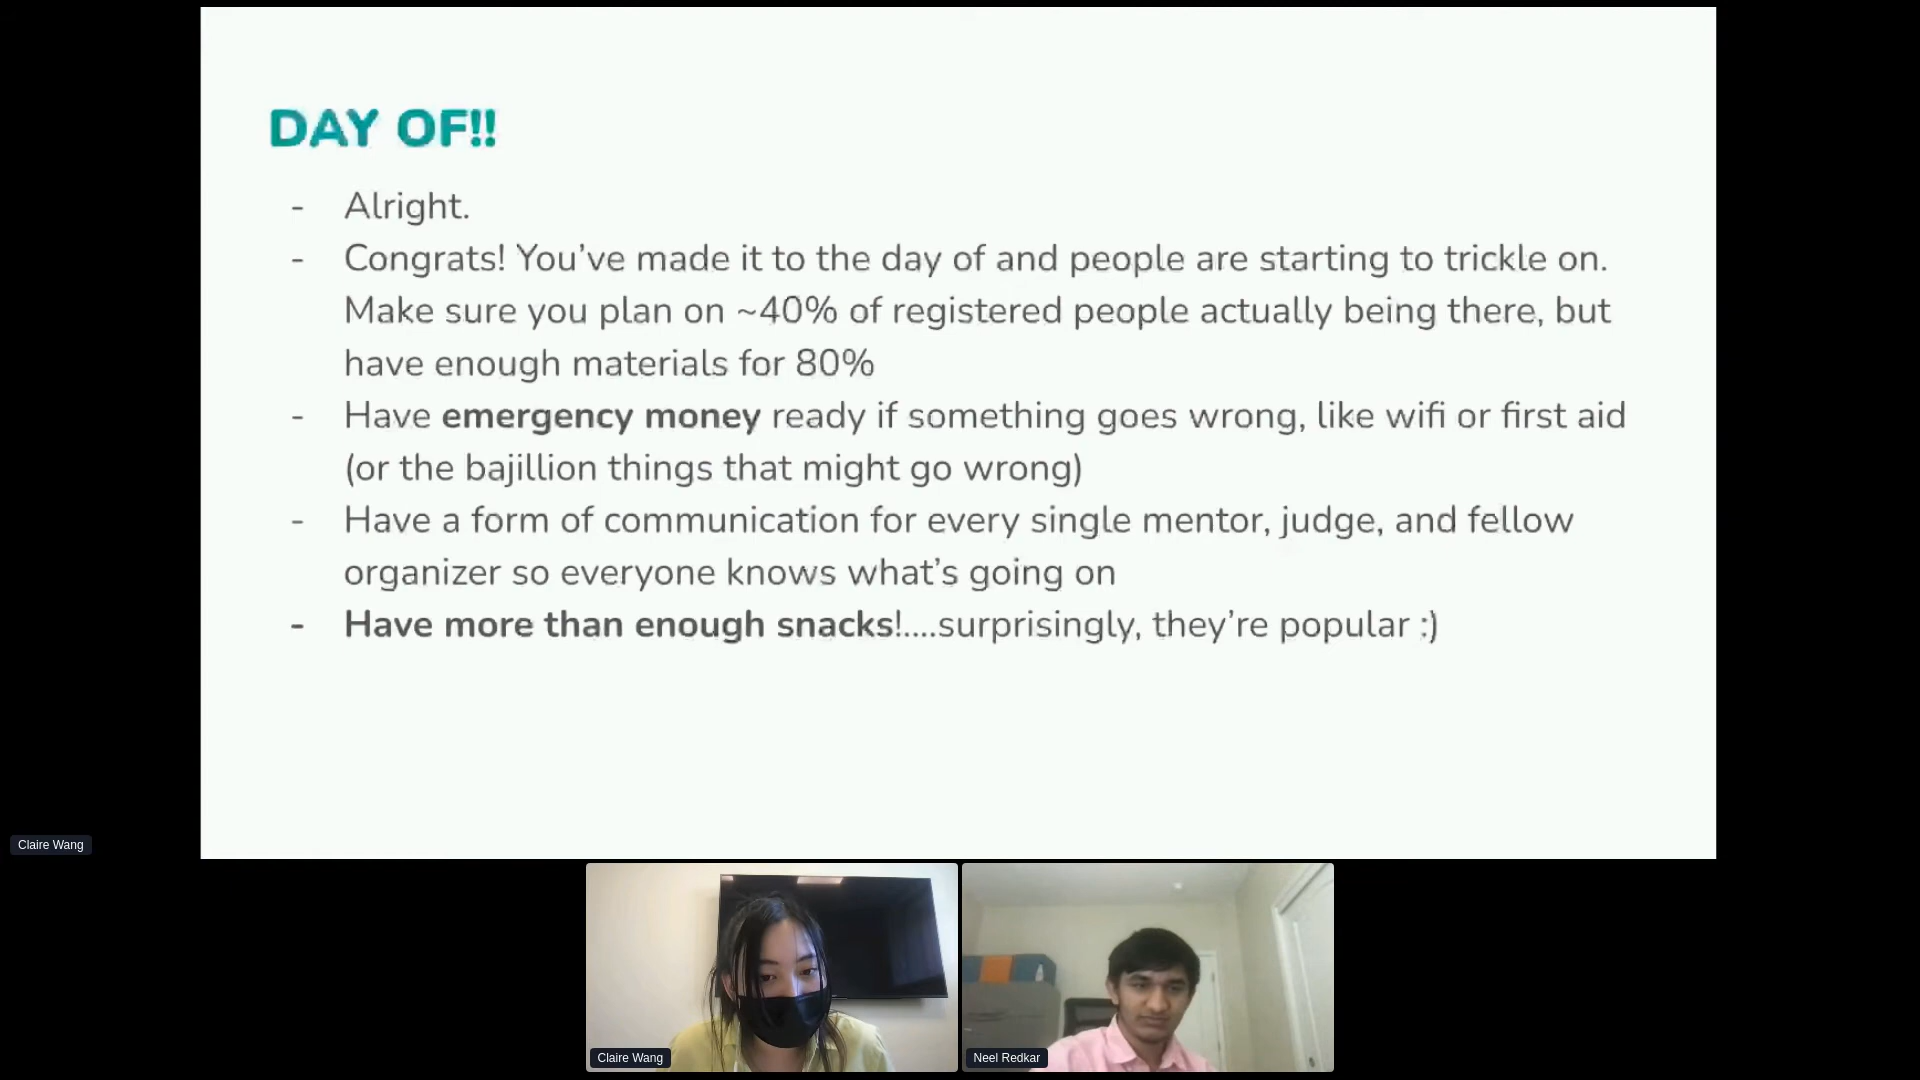 DAY OF!!
- Alright.
- Congrats! You've made it to the day of and people are starting to trickle on.
Make sure you plan on ~40% of registered people actually being there, but
have enough materials for 80%
- Have emergency money ready if something goes wrong, like wifi or first aid
(or the bajillion things that might go wrong)
- Have a form of communication for every single mentor, judge, and fellow
organizer so everyone knows what's going on
- Have more than enough snacks!....surprisingly, they're popular :)
Claire Wang
Claire Wang
Neel Redkar